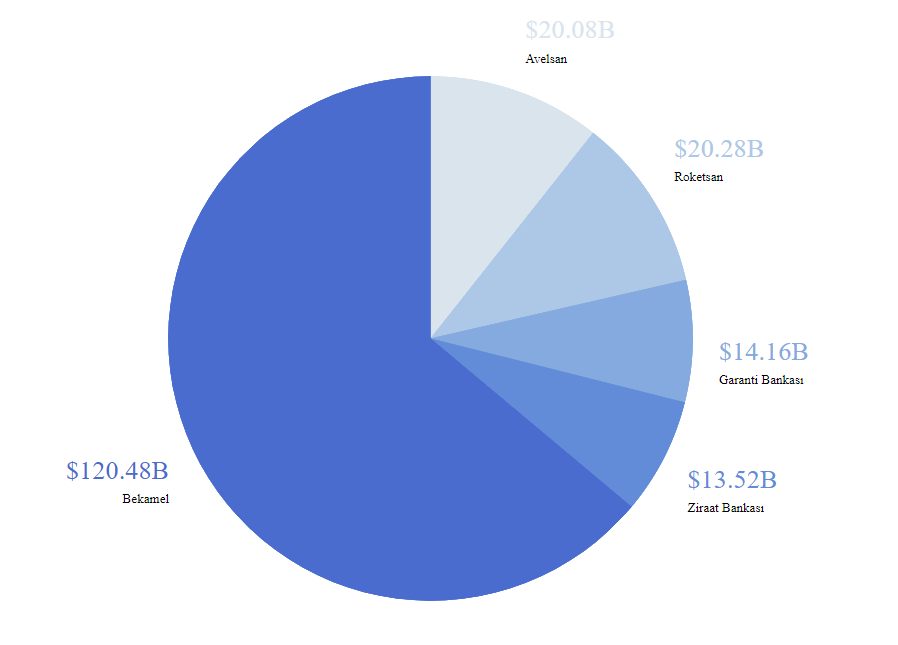 $20.08B
Avelsan
$20.28B
Roketsan
$14.16B
Garanti Bankası
$120.48B
Bekamel
$13.52B
Ziraat Bankası